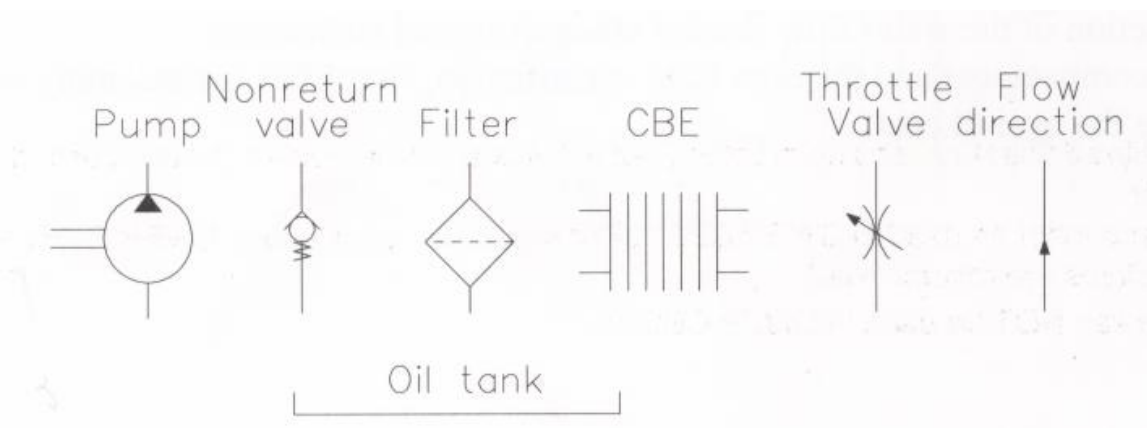 Nonreturn
Throttle Flow
Pump valve Filter CBE Valve direction
Oil tank